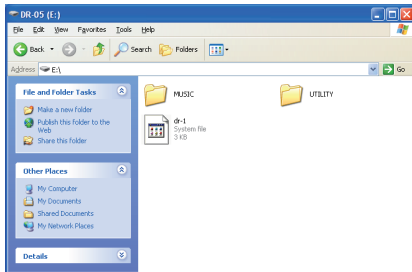 DR-05 (E:)
File Edit View Favorites Tools Help
Back Search Folders
Address E:\ Go
File and Folder Tasks
Make a new folder
Publish this folder to the
Web
Share this folder
Other Places
My Computer
My Documents
Shared Documents
My Network Places
Details
MUSIC
UTILITY
dr-1
System file
3 KB